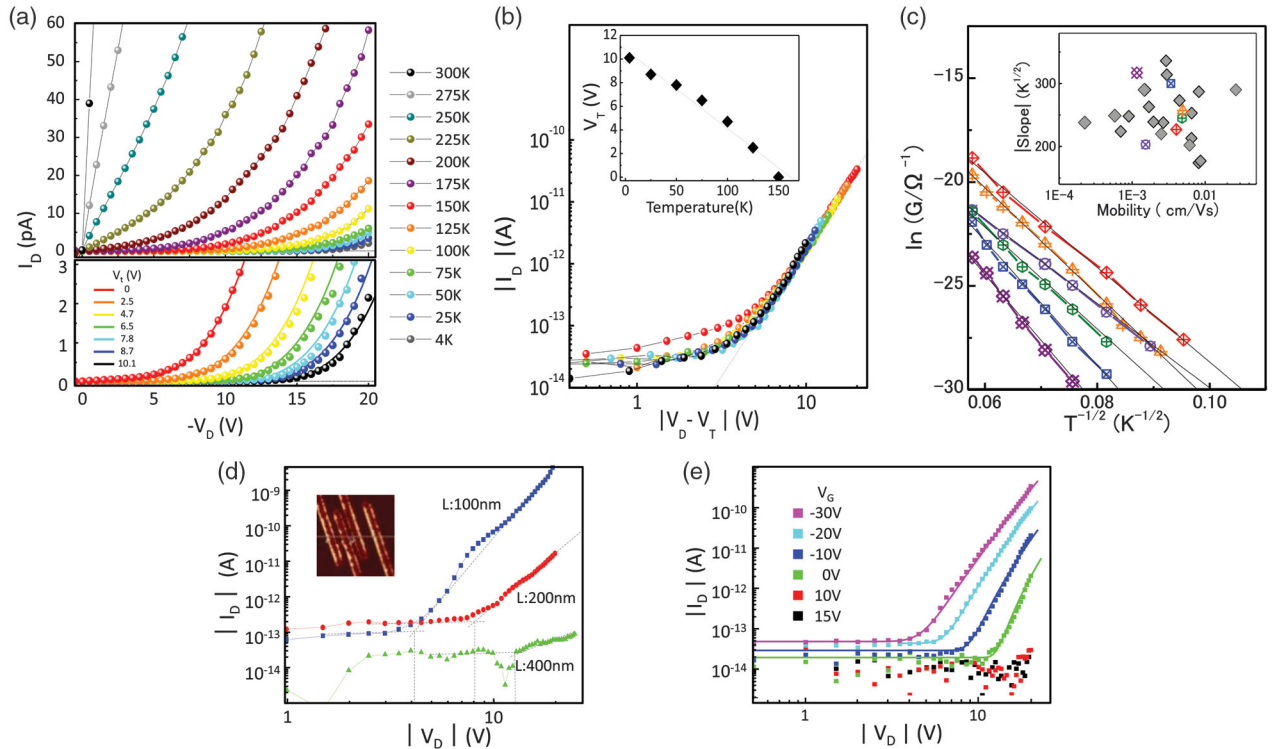 (a)
60
50
40
30
20
10
0
I_D (pA)
300K
275K
250K
225K
200K
175K
150K
125K
100K
75K
50K
25K
4K
3
2
1
0
V_t (V)
0
2.5
4.7
6.5
7.8
8.7
10.1
0 5 10 15 20
-V_D (V)
(b)
10^-10
10^-11
10^-12
10^-13
10^-14
| I_D | (A)
1 10
|V_D - V_T | (V)
12
10
8
6
4
2
0
V_T (V)
0 50 100 150
Temperature(K)
(c)
-15
-20
-25
-30
ln (G/Ω^-1)
0.06 0.08 0.10
T^-1/2 (K^-1/2)
300
200
|Slope| (K^1/2)
1E-4 1E-3 0.01
Mobility ( cm/Vs)
(d)
10^-9
10^-10
10^-11
10^-12
10^-13
10^-14
| I_D | (A)
L:100nm
L:200nm
L:400nm
1 10
| V_D | (V)
(e)
10^-10
10^-11
10^-12
10^-13
10^-14
| I_D | (A)
V_G
-30V
-20V
-10V
0V
10V
15V
1 10
| V_D | (V)